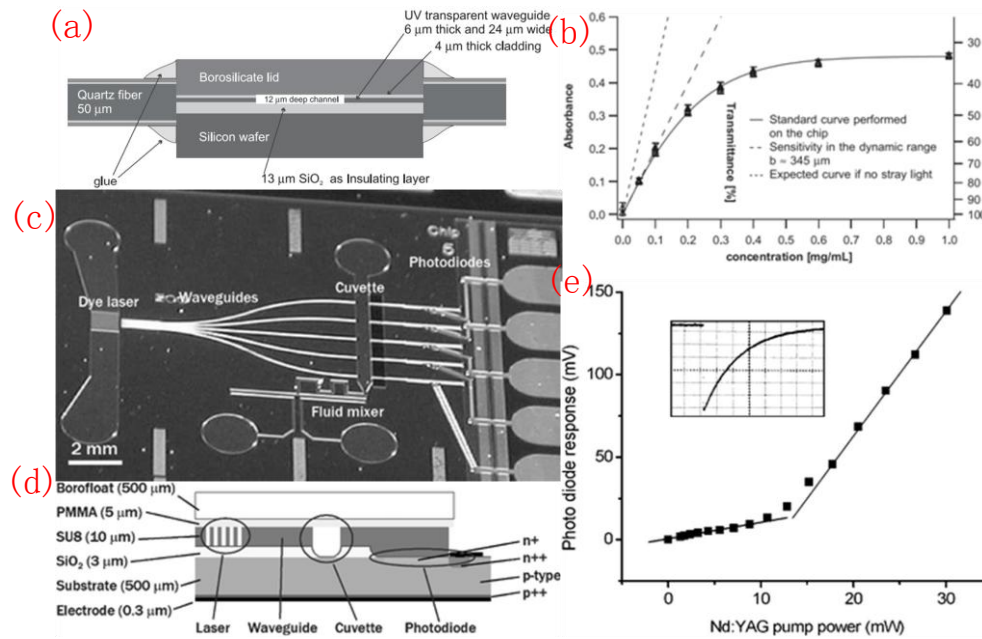 (a)
UV transparent waveguide
6 μm thick and 24 μm wide
4 μm thick cladding
Borosilicate lid
Quartz fiber
50 μm
12 μm deep channel
Silicon wafer
glue
13 μm SiO₂ as Insulating layer
(b)
Absorbance
0.6
0.5
0.4
0.3
0.2
0.1
0.0
Transmittance [%]
30
40
50
60
70
80
90
100
Standard curve performed
on the chip
Sensitivity in the dynamic range
b = 345 μm
Expected curve if no stray light
0.0 0.1 0.2 0.3 0.4 0.5 0.6 0.7 0.8 0.9 1.0
concentration [mg/mL]
(c)
Chip
Photodiodes
Cuvette
Dye laser
Waveguides
Fluid mixer
2 mm
(d)
Borofloat (500 μm)
PMMA (5 μm)
SU8 (10 μm)
SiO₂ (3 μm)
Substrate (500 μm)
Electrode (0.3 μm)
n+
n++
p-type
p++
Laser Waveguide Cuvette Photodiode
(e)
Photo diode response (mV)
150
100
50
0
0 10 20 30
Nd:YAG pump power (mW)